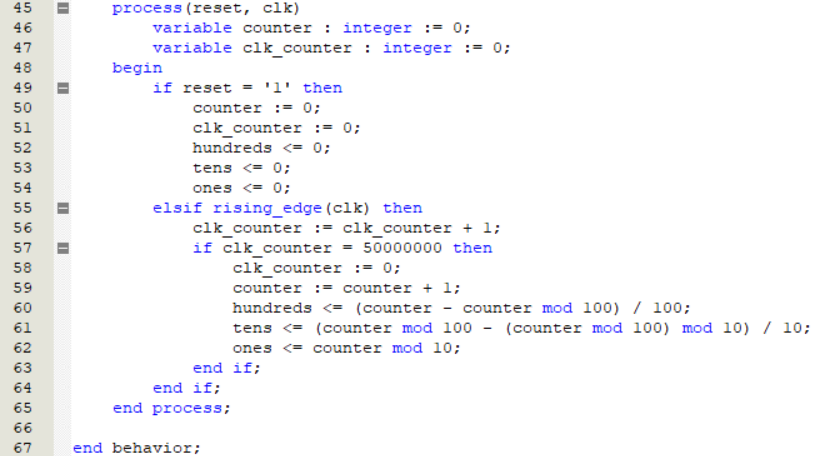 45 process(reset, clk)
46 variable counter : integer := 0;
47 variable clk_counter : integer := 0;
48 begin
49 if reset = '1' then
50 counter := 0;
51 clk_counter := 0;
52 hundreds <= 0;
53 tens <= 0;
54 ones <= 0;
55 elsif rising_edge(clk) then
56 clk_counter := clk_counter + 1;
57 if clk_counter = 50000000 then
58 clk_counter := 0;
59 counter := counter + 1;
60 hundreds <= (counter - counter mod 100) / 100;
61 tens <= (counter mod 100 - (counter mod 100) mod 10) / 10;
62 ones <= counter mod 10;
63 end if;
64 end if;
65 end process;
66
67 end behavior;